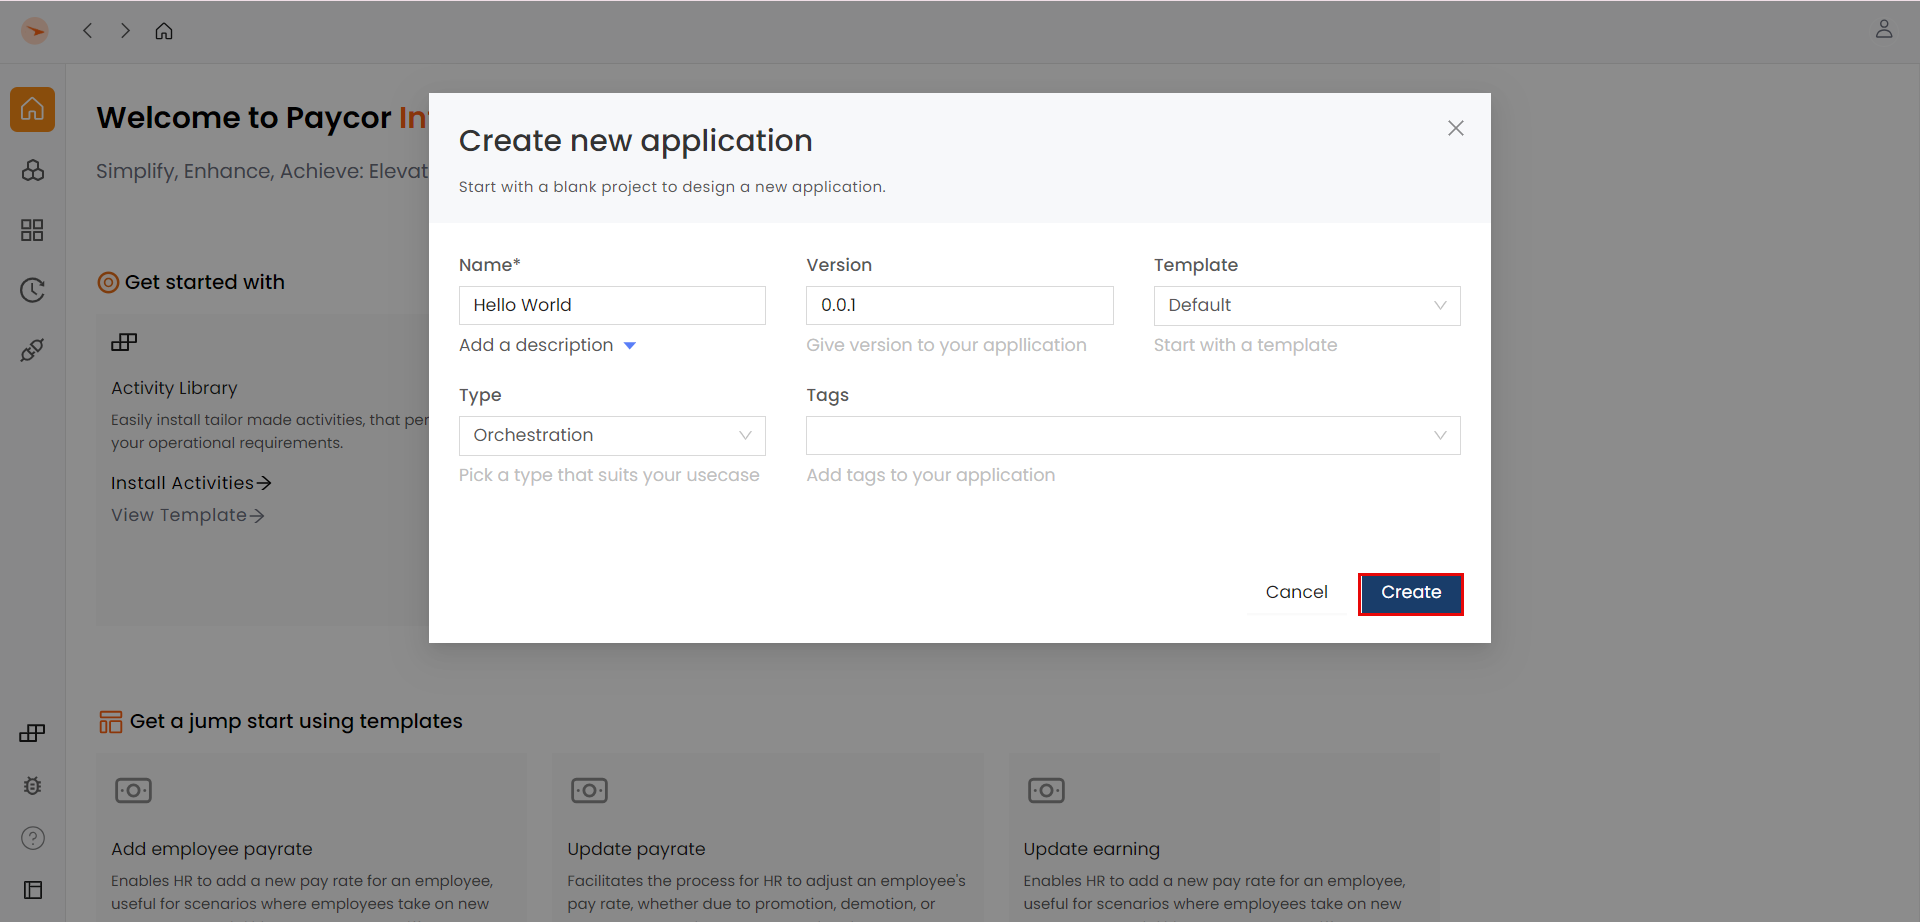 Welcome to Paycor
Simplify, Enhance, Achieve:
Get started with
Activity Library
Easily install tailor made activities, that
your operational requirements.
Install Activities
View Template
Create new application
Start with a blank project to design a new application.
Name* Version Template
Hello World 0.0.1 Default
Add a description Give version to your appllication Start with a template
Type Tags
Orchestration
Pick a type that suits your usecase Add tags to your application
Cancel Create
Get a jump start using templates
Add employee payrate
Enables HR to add a new pay rate for an employee,
useful for scenarios where employees take on new
Update payrate
Facilitates the process for HR to adjust an employee's
pay rate, whether due to promotion, demotion, or
Update earning
Enables HR to add a new pay rate for an employee,
useful for scenarios where employees take on new